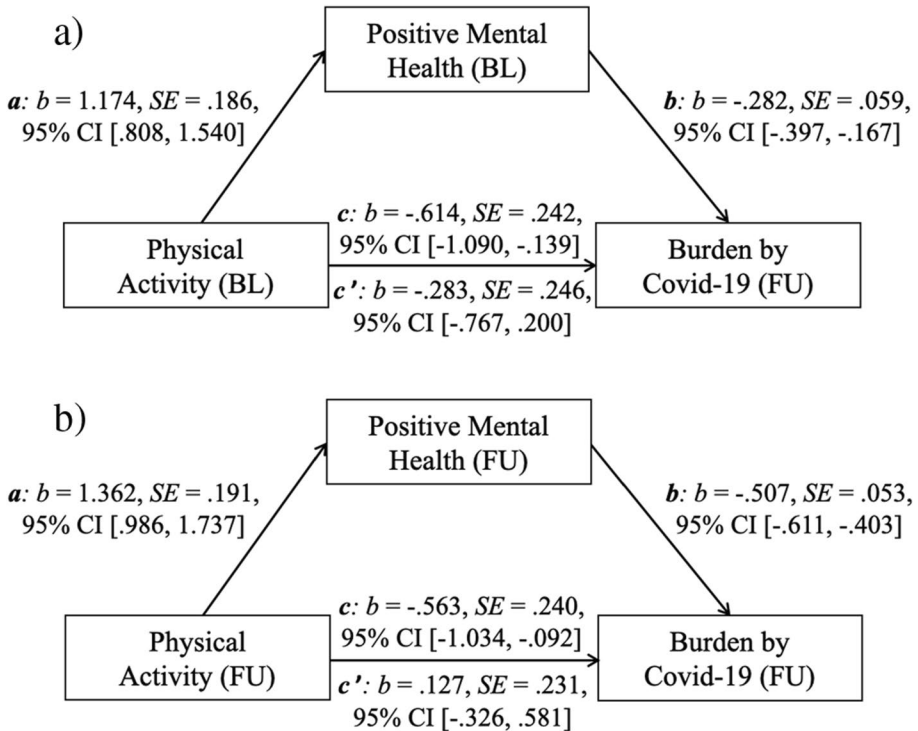 a)
Positive Mental
Health (BL)
a: b = 1.174, SE = .186,
95% CI [.808, 1.540]
b: b = -.282, SE = .059,
95% CI [-.397, -.167]
Physical
Activity (BL)
c: b = -.614, SE = .242,
95% CI [-1.090, -.139]
c': b = -.283, SE = .246,
95% CI [-.767, .200]
Burden by
Covid-19 (FU)
b)
Positive Mental
Health (FU)
a: b = 1.362, SE = .191,
95% CI [.986, 1.737]
b: b = -.507, SE = .053,
95% CI [-.611, -.403]
Physical
Activity (FU)
c: b = -.563, SE = .240,
95% CI [-1.034, -.092]
c': b = .127, SE = .231,
95% CI [-.326, .581]
Burden by
Covid-19 (FU)